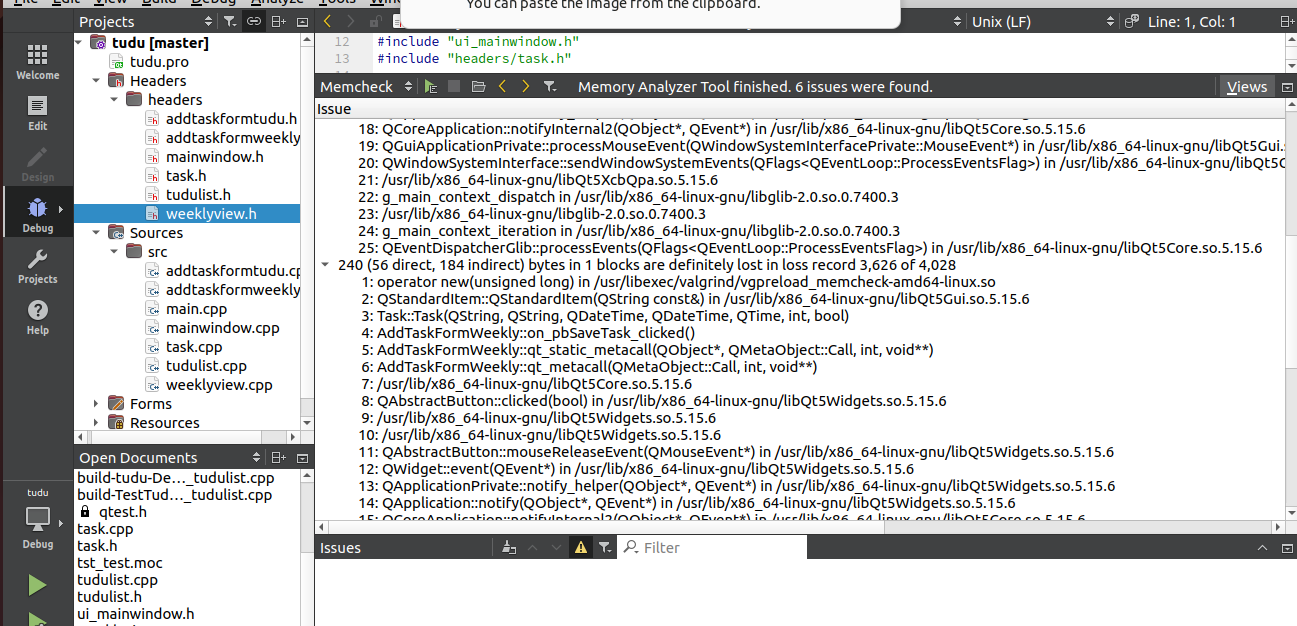 File Edit View Build Debug Analyze Tools
You can paste the image from the clipboard.
Projects
Unix (LF)
Line: 1, Col: 1
Welcome
Edit
Design
Debug
Projects
Help
tudu
Debug
tudu [master]
tudu.pro
Headers
headers
addtaskformtudu.h
addtaskformweekly
mainwindow.h
task.h
tudulist.h
weeklyview.h
Sources
src
addtaskformtudu.cp
addtaskformweekly
main.cpp
mainwindow.cpp
task.cpp
tudulist.cpp
weeklyview.cpp
Forms
Resources
Open Documents
build-tudu-De…_tudulist.cpp
build-TestTud…_tudulist.cpp
qtest.h
task.cpp
task.h
tst_test.moc
tudulist.cpp
tudulist.h
ui_mainwindow.h
12 #include "ui_mainwindow.h"
13 #include "headers/task.h"
Memcheck
Memory Analyzer Tool finished. 6 issues were found.
Views
Issue
18: QCoreApplication::notifyInternal2(QObject*, QEvent*) in /usr/lib/x86_64-linux-gnu/libQt5Core.so.5.15.6
19: QGuiApplicationPrivate::processMouseEvent(QWindowSystemInterfacePrivate::MouseEvent*) in /usr/lib/x86_64-linux-gnu/libQt5Gui.
20: QWindowSystemInterface::sendWindowSystemEvents(QFlags<QEventLoop::ProcessEventsFlag>) in /usr/lib/x86_64-linux-gnu/libQt5
21: /usr/lib/x86_64-linux-gnu/libQt5XcbQpa.so.5.15.6
22: g_main_context_dispatch in /usr/lib/x86_64-linux-gnu/libglib-2.0.so.0.7400.3
23: /usr/lib/x86_64-linux-gnu/libglib-2.0.so.0.7400.3
24: g_main_context_iteration in /usr/lib/x86_64-linux-gnu/libglib-2.0.so.0.7400.3
25: QEventDispatcherGlib::processEvents(QFlags<QEventLoop::ProcessEventsFlag>) in /usr/lib/x86_64-linux-gnu/libQt5Core.so.5.15.6
240 (56 direct, 184 indirect) bytes in 1 blocks are definitely lost in loss record 3,626 of 4,028
1: operator new(unsigned long) in /usr/libexec/valgrind/vgpreload_memcheck-amd64-linux.so
2: QStandardItem::QStandardItem(QString const&) in /usr/lib/x86_64-linux-gnu/libQt5Gui.so.5.15.6
3: Task::Task(QString, QString, QDateTime, QDateTime, QTime, int, bool)
4: AddTaskFormWeekly::on_pbSaveTask_clicked()
5: AddTaskFormWeekly::qt_static_metacall(QObject*, QMetaObject::Call, int, void**)
6: AddTaskFormWeekly::qt_metacall(QMetaObject::Call, int, void**)
7: /usr/lib/x86_64-linux-gnu/libQt5Core.so.5.15.6
8: QAbstractButton::clicked(bool) in /usr/lib/x86_64-linux-gnu/libQt5Widgets.so.5.15.6
9: /usr/lib/x86_64-linux-gnu/libQt5Widgets.so.5.15.6
10: /usr/lib/x86_64-linux-gnu/libQt5Widgets.so.5.15.6
11: QAbstractButton::mouseReleaseEvent(QMouseEvent*) in /usr/lib/x86_64-linux-gnu/libQt5Widgets.so.5.15.6
12: QWidget::event(QEvent*) in /usr/lib/x86_64-linux-gnu/libQt5Widgets.so.5.15.6
13: QApplicationPrivate::notify_helper(QObject*, QEvent*) in /usr/lib/x86_64-linux-gnu/libQt5Widgets.so.5.15.6
14: QApplication::notify(QObject*, QEvent*) in /usr/lib/x86_64-linux-gnu/libQt5Widgets.so.5.15.6
15: QCoreApplication::notifyInternal2(QObject*, QEvent*) in /usr/lib/x86_64-linux-gnu/libQt5Core.so.5.15.6
Issues
Filter